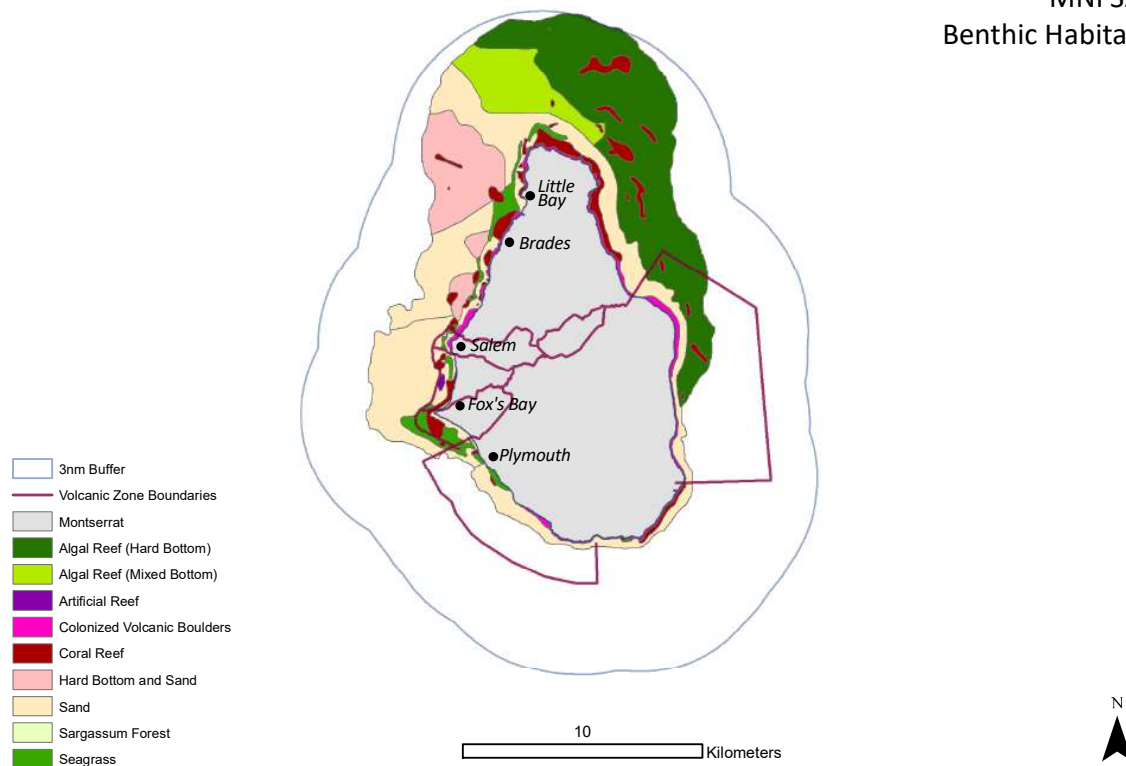 Benthic Habita
Little
Bay
Brades
Salem
Fox's Bay
Plymouth
3nm Buffer
Volcanic Zone Boundaries
Montserrat
Algal Reef (Hard Bottom)
Algal Reef (Mixed Bottom)
Artificial Reef
Colonized Volcanic Boulders
Coral Reef
Hard Bottom and Sand
Sand
Sargassum Forest
Seagrass
10
Kilometers
N